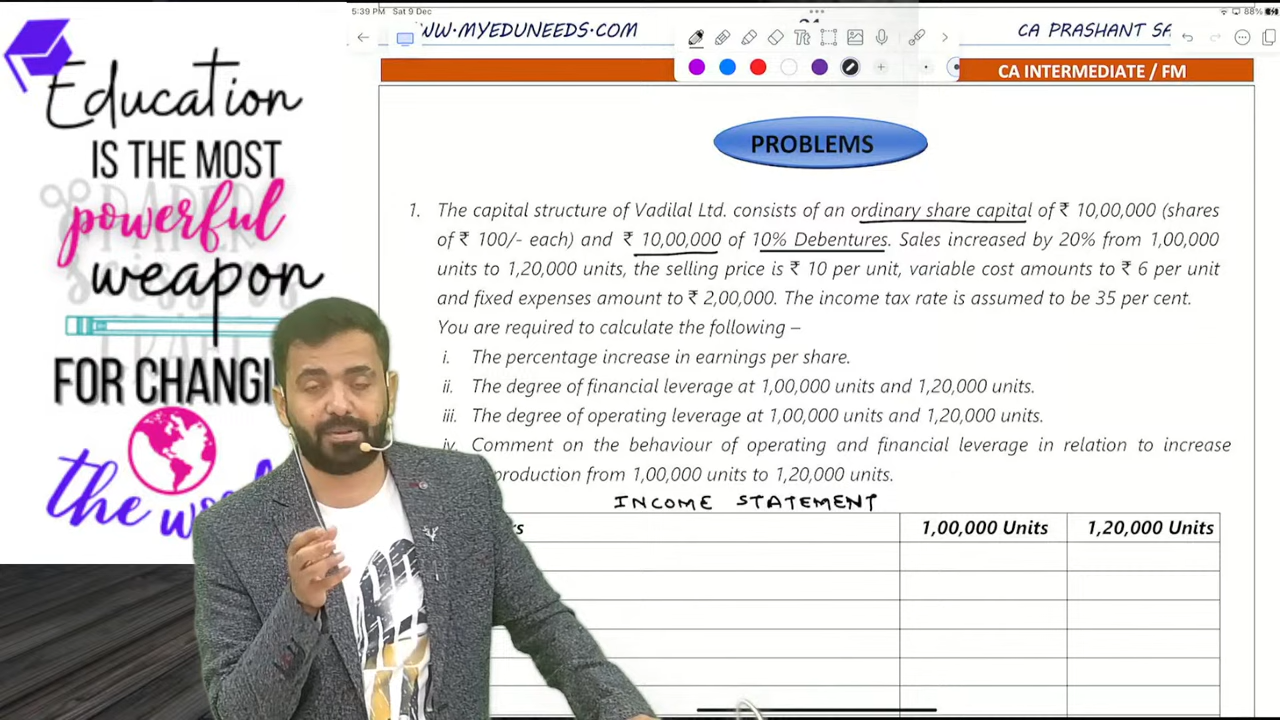 5:39 PM Sat 9 Dec
88%
WW.MYEDUNEEDS.COM
CA PRASHANT SA
CA INTERMEDIATE / FM
Education
IS THE MOST
powerful
weapon
FOR CHANGI
the wo
PROBLEMS
1. The capital structure of Vadilal Ltd. consists of an ordinary share capital of ₹ 10,00,000 (shares
of ₹ 100/- each) and ₹ 10,00,000 of 10% Debentures. Sales increased by 20% from 1,00,000
units to 1,20,000 units, the selling price is ₹ 10 per unit, variable cost amounts to ₹ 6 per unit
and fixed expenses amount to ₹ 2,00,000. The income tax rate is assumed to be 35 per cent.
You are required to calculate the following –
i. The percentage increase in earnings per share.
ii. The degree of financial leverage at 1,00,000 units and 1,20,000 units.
iii. The degree of operating leverage at 1,00,000 units and 1,20,000 units.
iv. Comment on the behaviour of operating and financial leverage in relation to increase
production from 1,00,000 units to 1,20,000 units.
INCOME STATEMENT
1,00,000 Units 1,20,000 Units